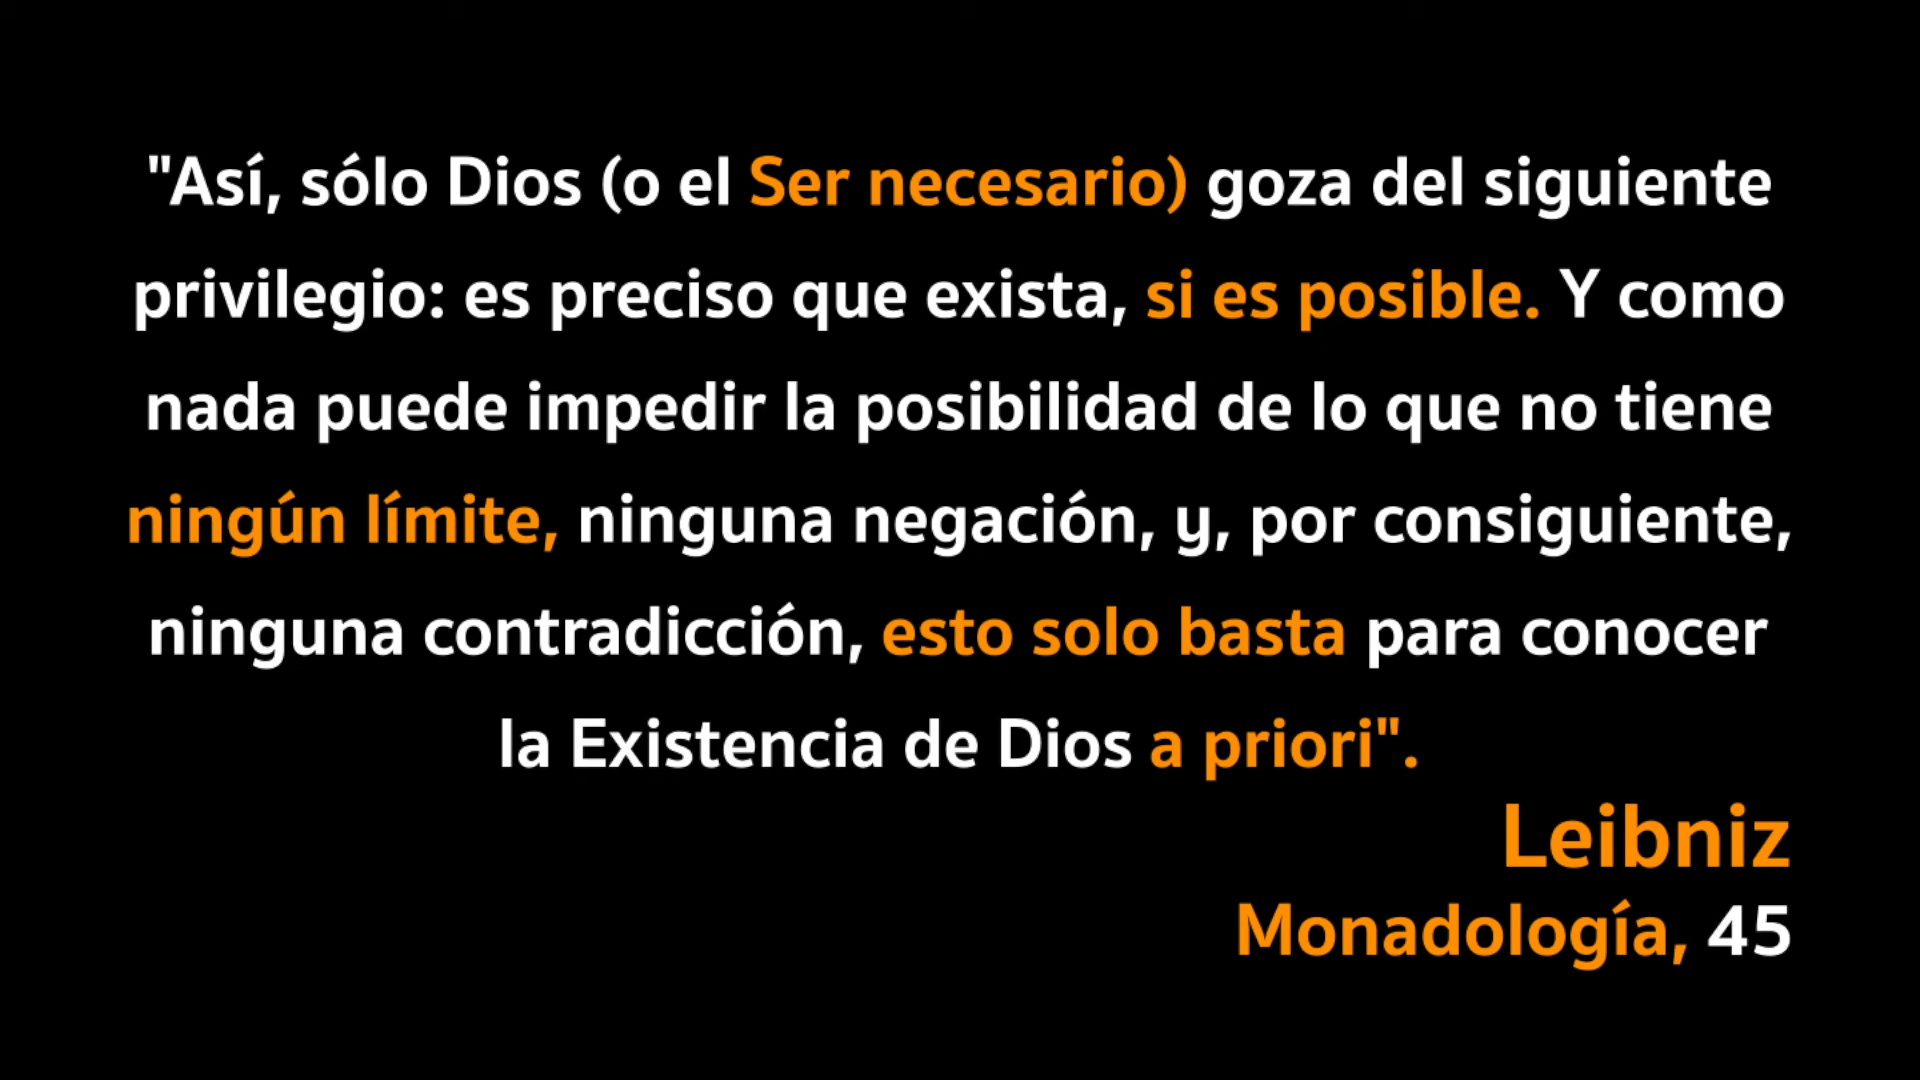 "Así, sólo Dios (o el Ser necesario) goza del siguiente
privilegio: es preciso que exista, si es posible. Y como
nada puede impedir la posibilidad de lo que no tiene
ningún límite, ninguna negación, y, por consiguiente,
ninguna contradicción, esto solo basta para conocer
la Existencia de Dios a priori".
Leibniz
Monadología, 45